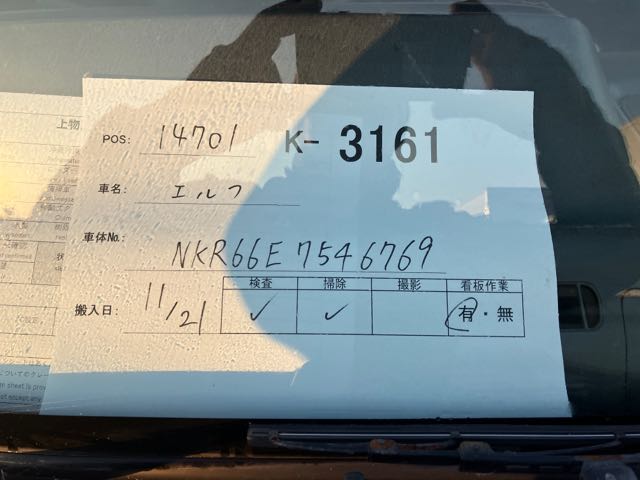 POS: 14701 K-3161
車名: エルフ
車体No.: NKR66E7546769
検査 掃除 撮影 看板作業
搬入日: 11/21 ✓ ✓ 有・無
上物